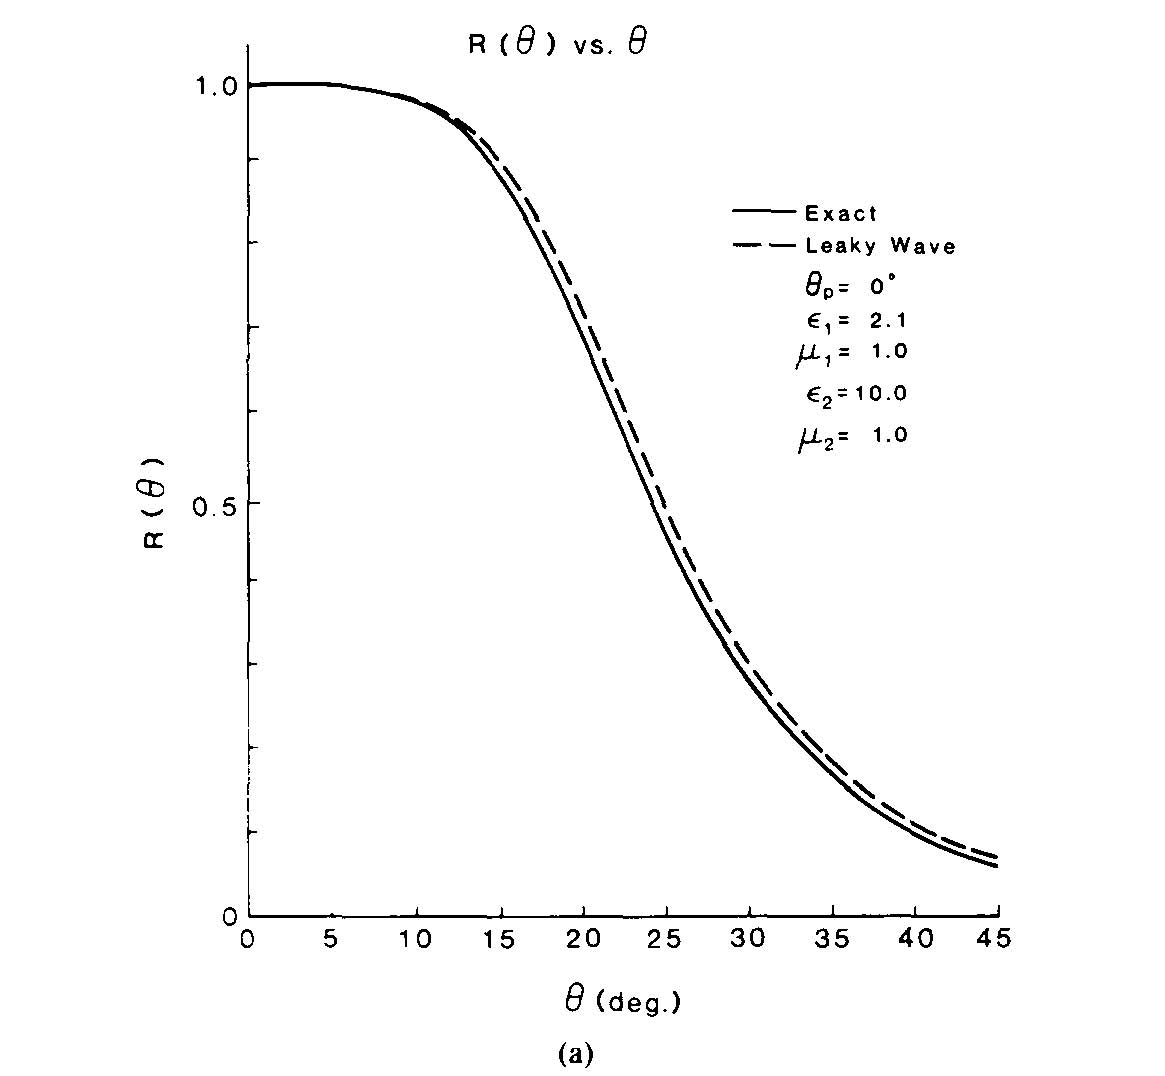 R(θ) vs. θ
1.0
Exact
Leaky Wave
θp= 0°
ϵ1= 2.1
μ1= 1.0
ϵ2=10.0
μ2= 1.0
R(θ)
0.5
0
0 5 10 15 20 25 30 35 40 45
θ (deg.)
(a)